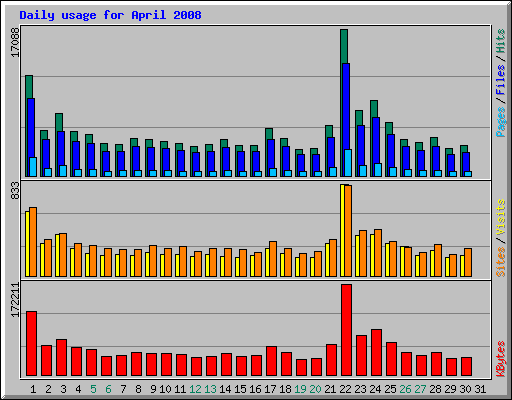 Daily usage for April 2008
17088
Pages / Files / Hits
833
Sites / Visits
172211
KBytes
1 2 3 4 5 6 7 8 9 10 11 12 13 14 15 16 17 18 19 20 21 22 23 24 25 26 27 28 29 30 31